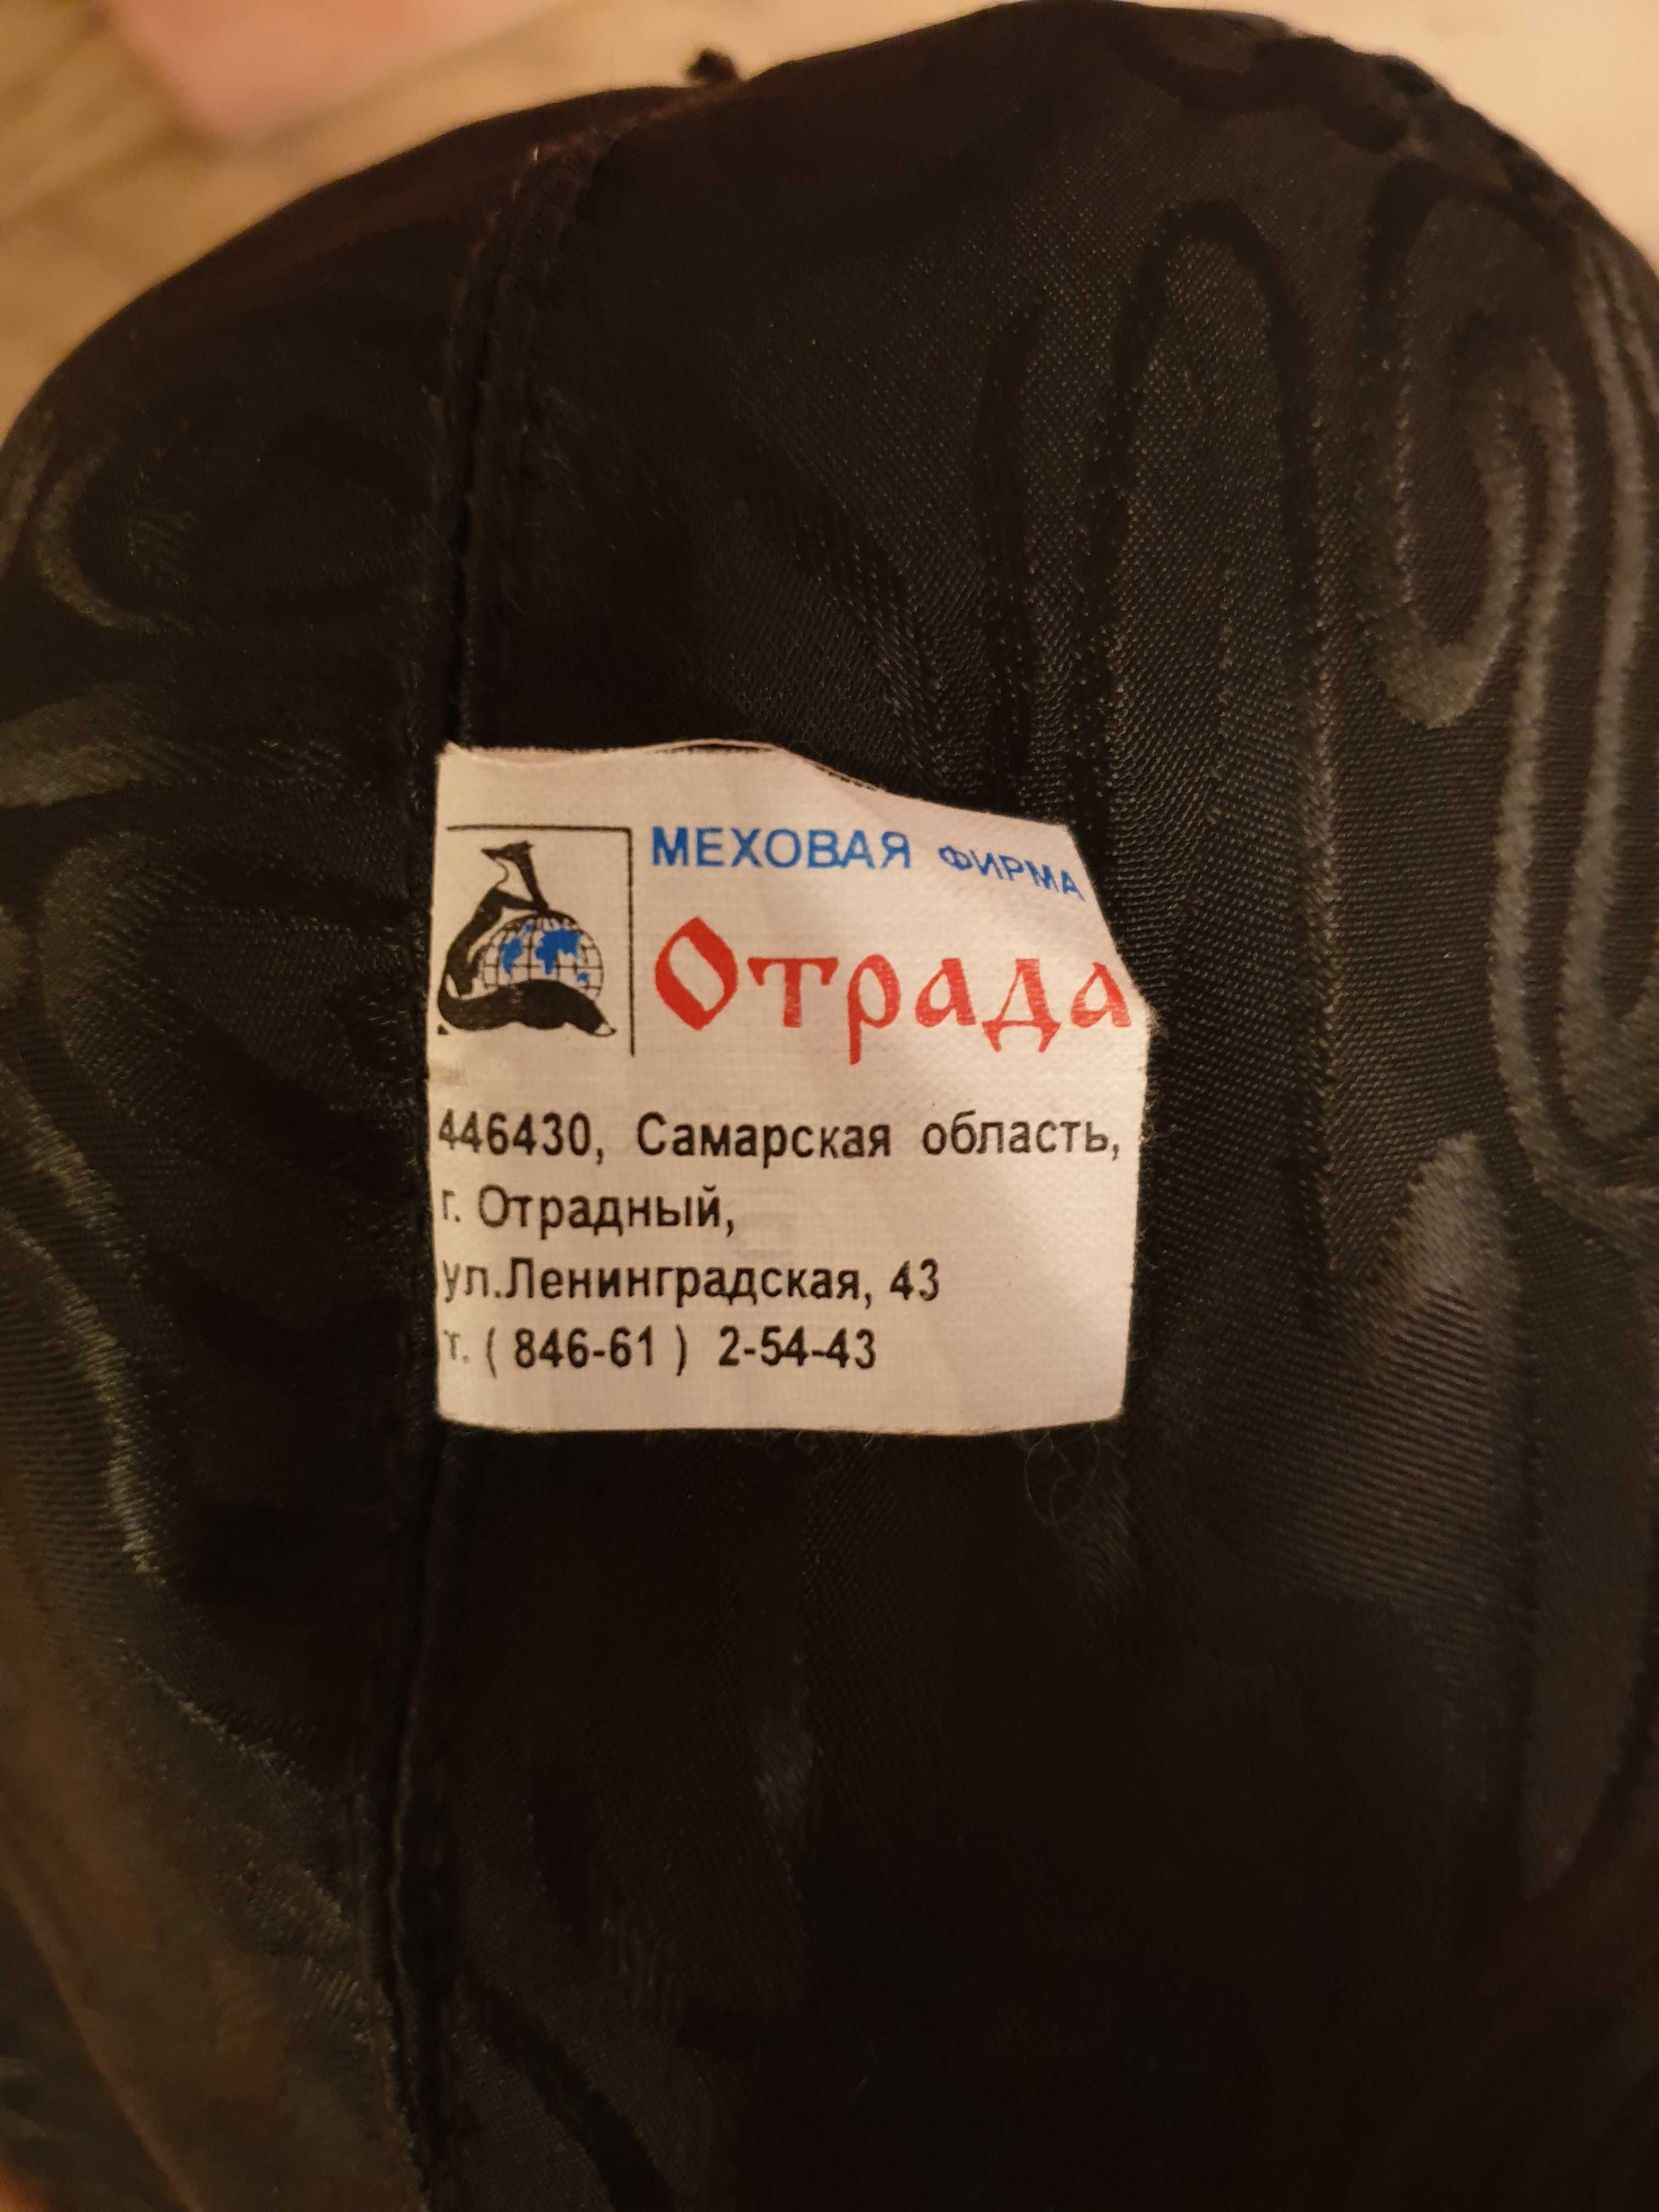 МЕХОВАЯ ФИРМА
Отрада
446430, Самарская область,
г. Отрадный,
ул.Ленинградская, 43
т. ( 846-61 ) 2-54-43